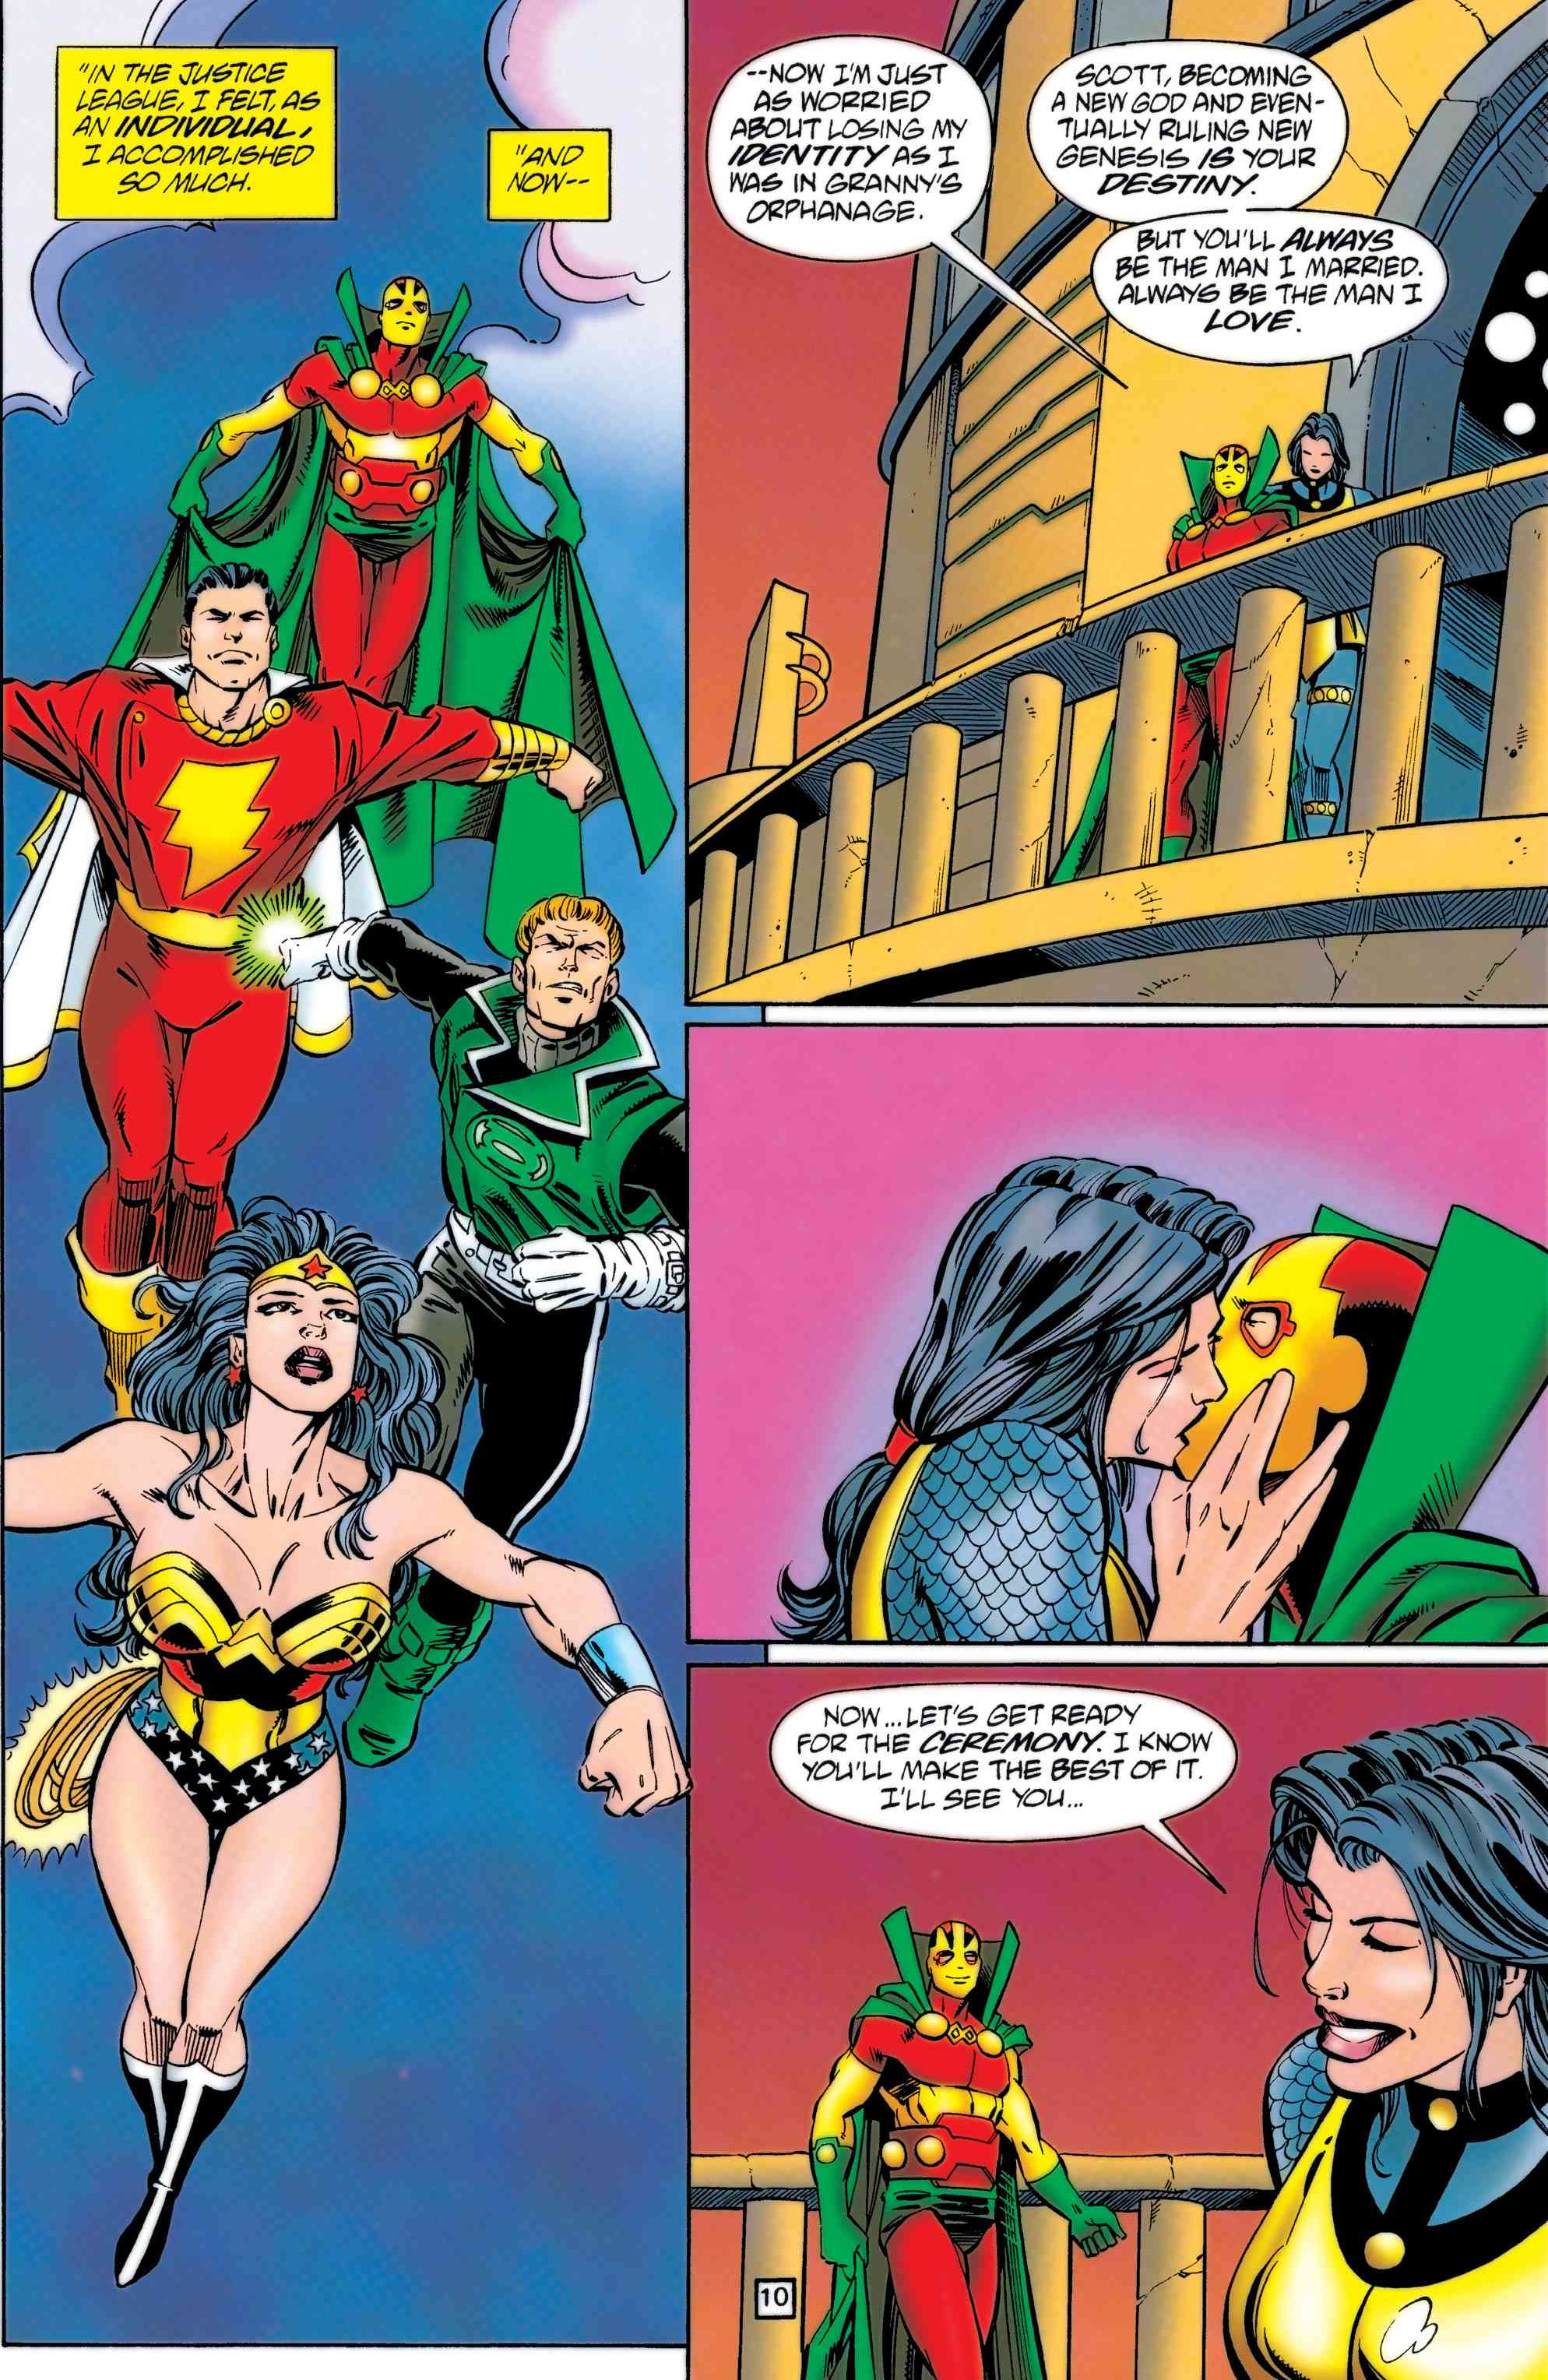 "IN THE JUSTICE
LEAGUE, I FELT, AS
AN INDIVIDUAL,
I ACCOMPLISHED
SO MUCH.
"AND
NOW--
--NOW I'M JUST
AS WORRIED
ABOUT LOSING MY
IDENTITY AS I
WAS IN GRANNY'S
ORPHANAGE.
SCOTT, BECOMING
A NEW GOD AND EVEN-
TUALLY RULING NEW
GENESIS IS YOUR
DESTINY.
BUT YOU'LL ALWAYS
BE THE MAN I MARRIED.
ALWAYS BE THE MAN I
LOVE.
NOW...LET'S GET READY
FOR THE CEREMONY. I KNOW
YOU'LL MAKE THE BEST OF IT.
I'LL SEE YOU...
10